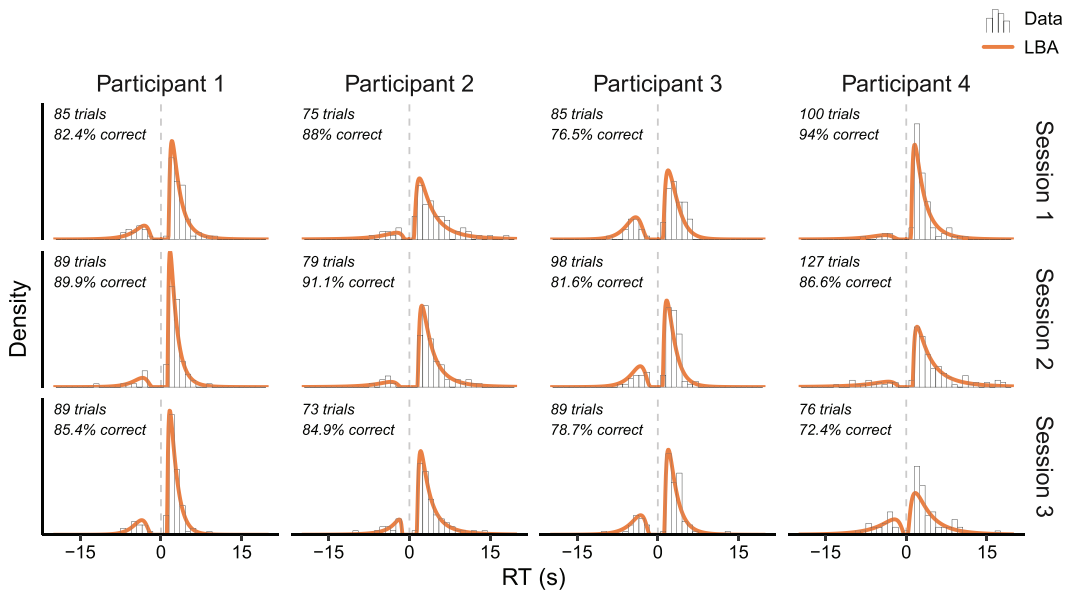 Data
LBA
Participant 1
Participant 2
Participant 3
Participant 4
85 trials
82.4% correct
75 trials
88% correct
85 trials
76.5% correct
100 trials
94% correct
Session 1
89 trials
89.9% correct
79 trials
91.1% correct
98 trials
81.6% correct
127 trials
86.6% correct
Session 2
Density
89 trials
85.4% correct
73 trials
84.9% correct
89 trials
78.7% correct
76 trials
72.4% correct
Session 3
−15 0 15
−15 0 15
−15 0 15
−15 0 15
RT (s)